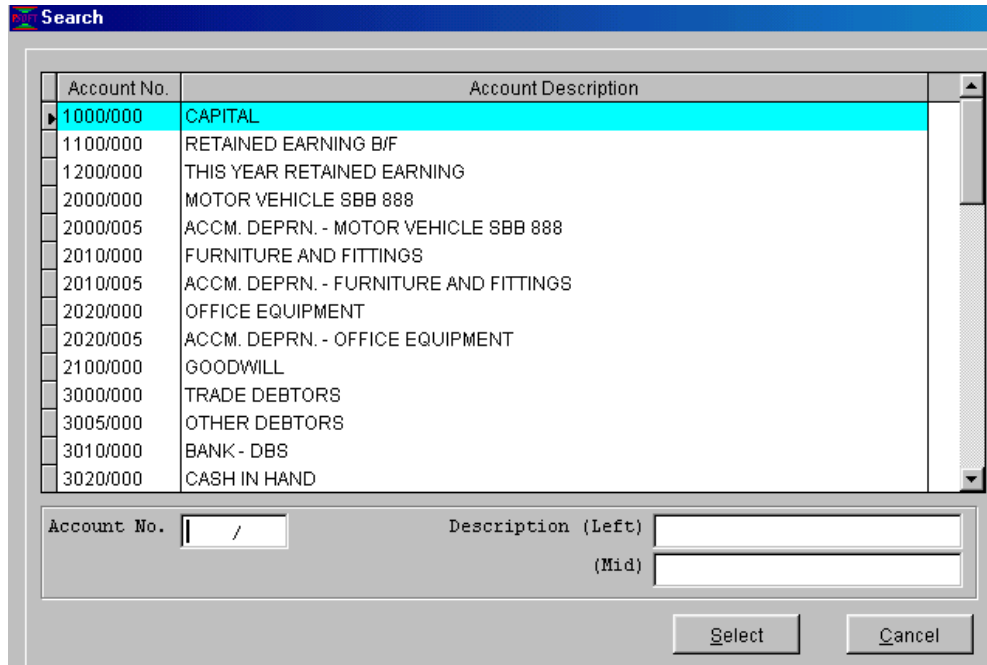 Search
Account No. Account Description
1000/000 CAPITAL
1100/000 RETAINED EARNING B/F
1200/000 THIS YEAR RETAINED EARNING
2000/000 MOTOR VEHICLE SBB 888
2000/005 ACCM. DEPRN. - MOTOR VEHICLE SBB 888
2010/000 FURNITURE AND FITTINGS
2010/005 ACCM. DEPRN. - FURNITURE AND FITTINGS
2020/000 OFFICE EQUIPMENT
2020/005 ACCM. DEPRN. - OFFICE EQUIPMENT
2100/000 GOODWILL
3000/000 TRADE DEBTORS
3005/000 OTHER DEBTORS
3010/000 BANK - DBS
3020/000 CASH IN HAND
Account No. / Description (Left)
(Mid)
Select Cancel